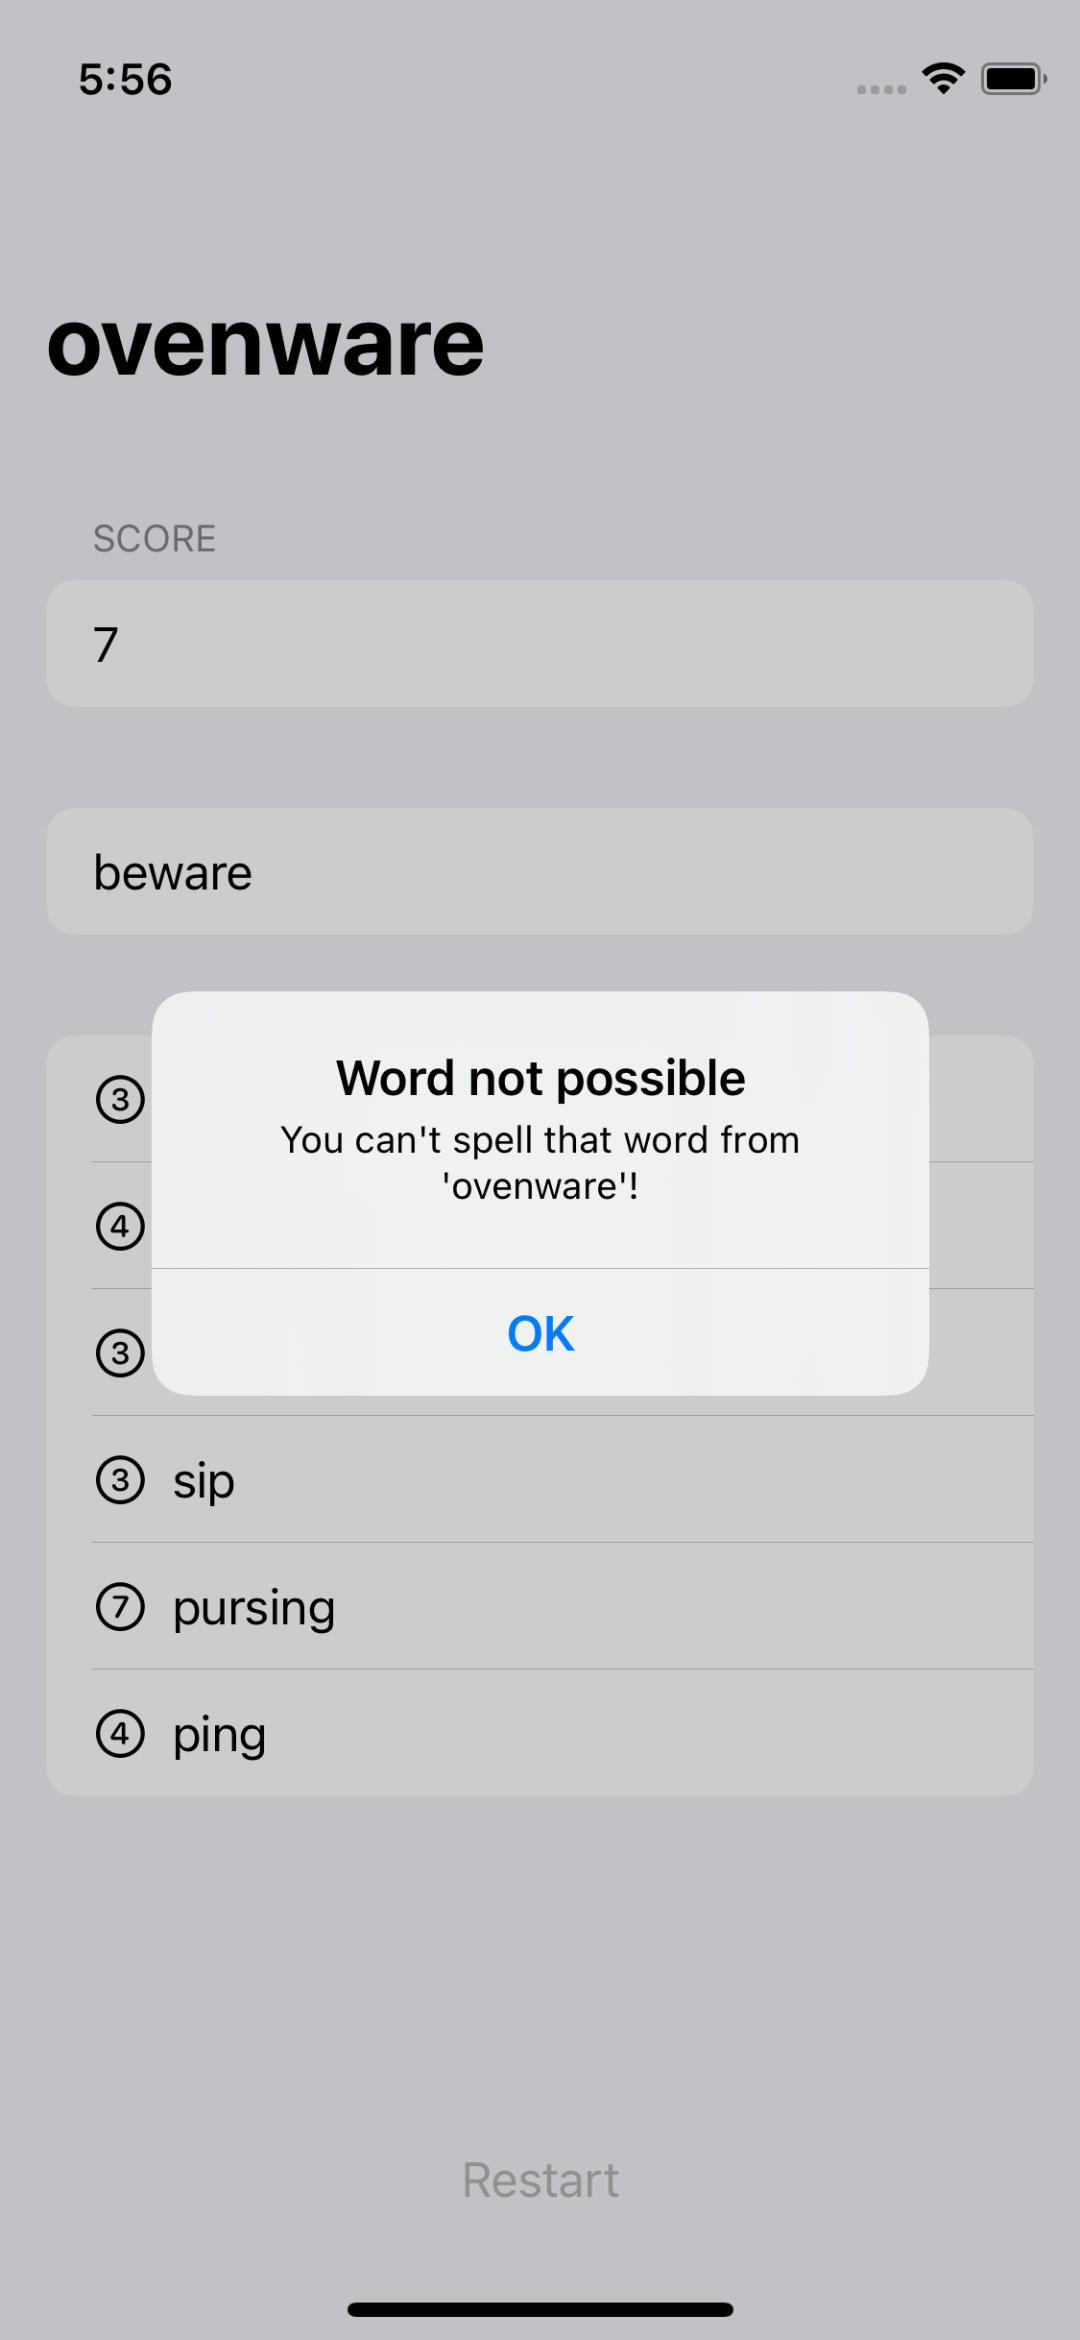 5:56
ovenware
SCORE
7
beware
Word not possible
You can't spell that word from
'ovenware'!
OK
3
4
3
3 sip
7 pursing
4 ping
Restart